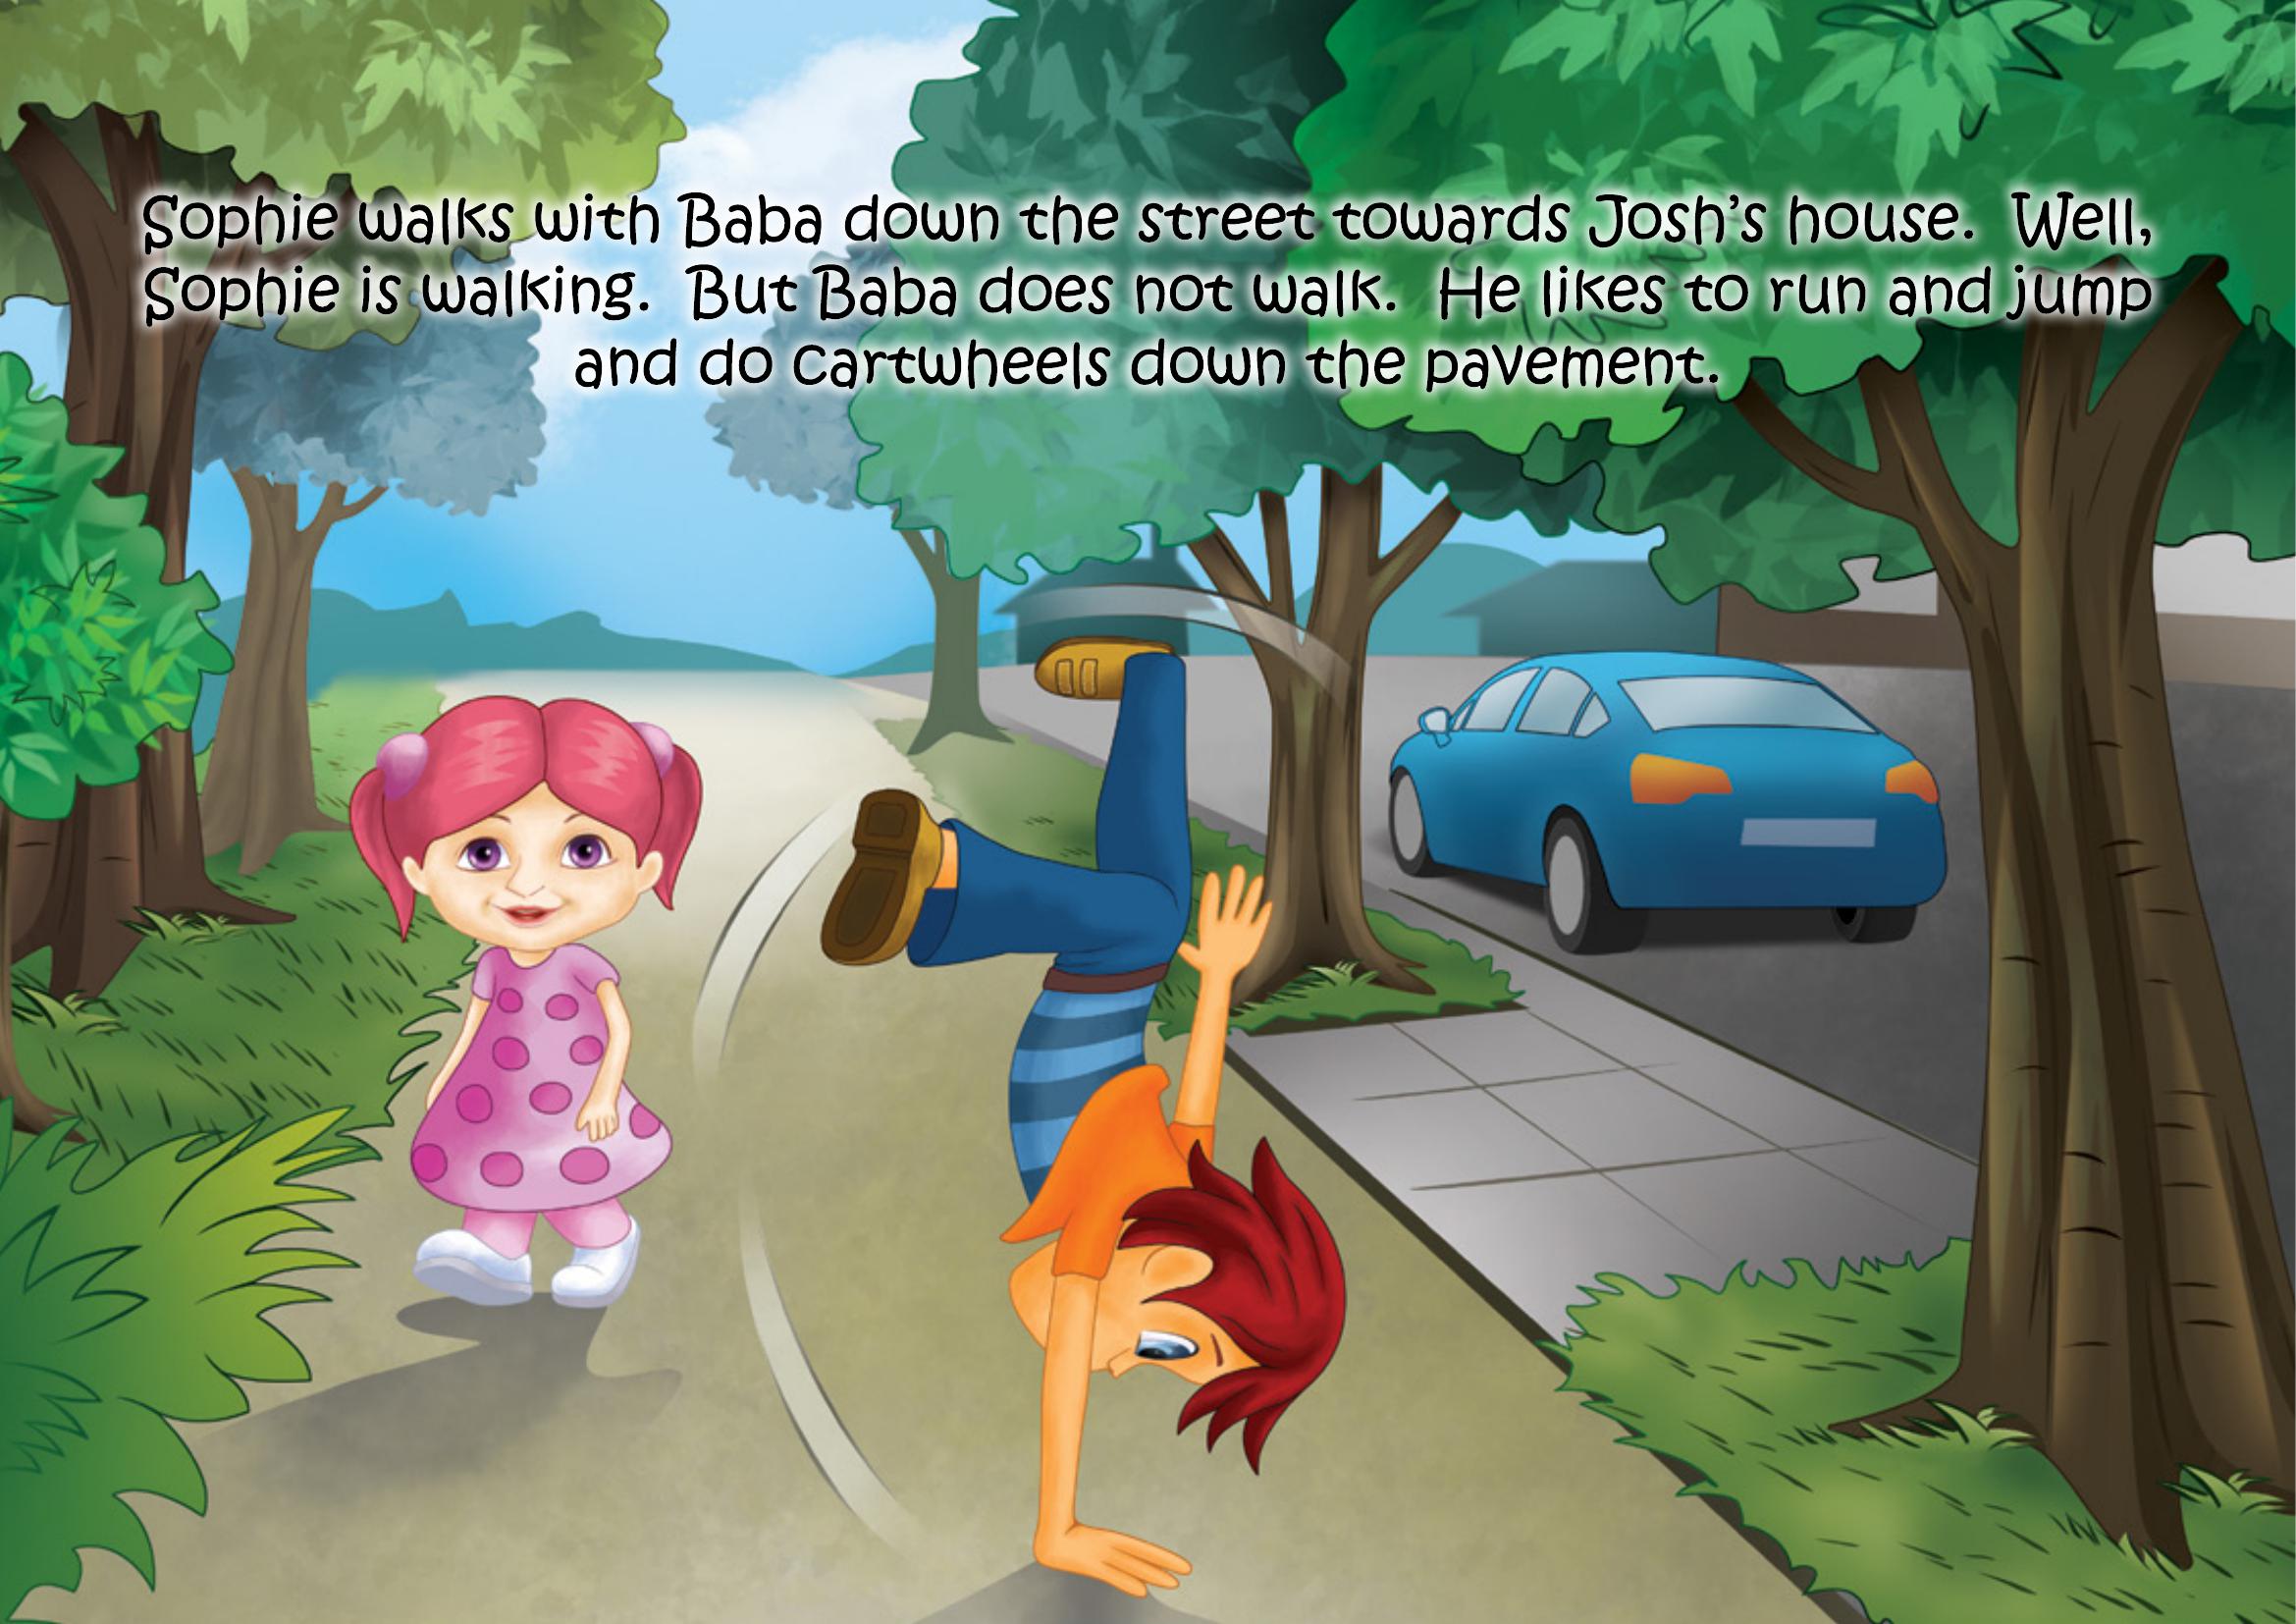 Sophie walks with Baba down the street towards Josh's house.  Well,
Sophie is walking.  But Baba does not walk.  He likes to run and jump
and do cartwheels down the pavement.